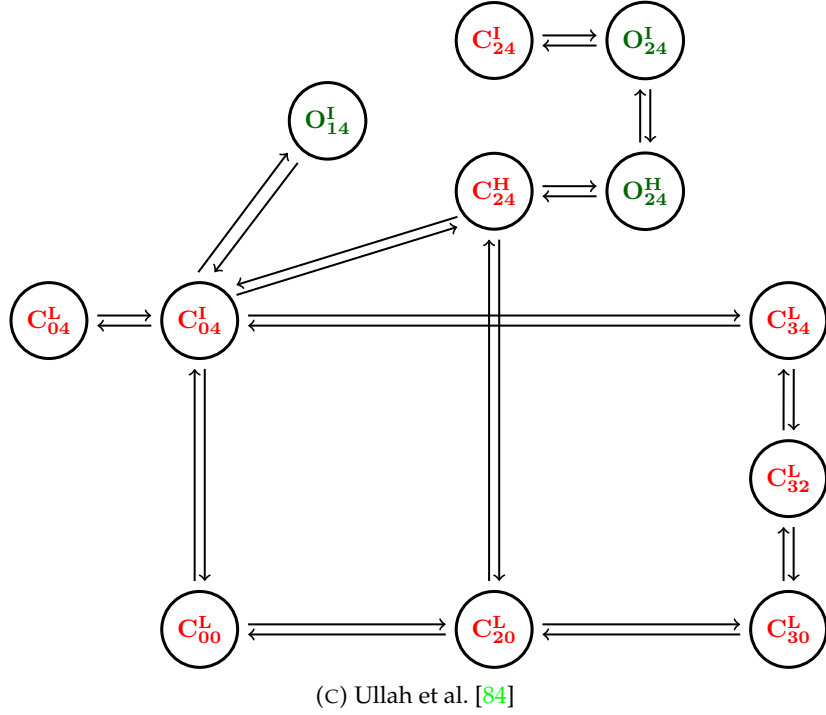 C^I_24 O^I_24
O^I_14
C^H_24 O^H_24
C^L_04 C^I_04 C^L_34
C^L_32
C^L_00 C^L_20 C^L_30
(C) Ullah et al. [84]